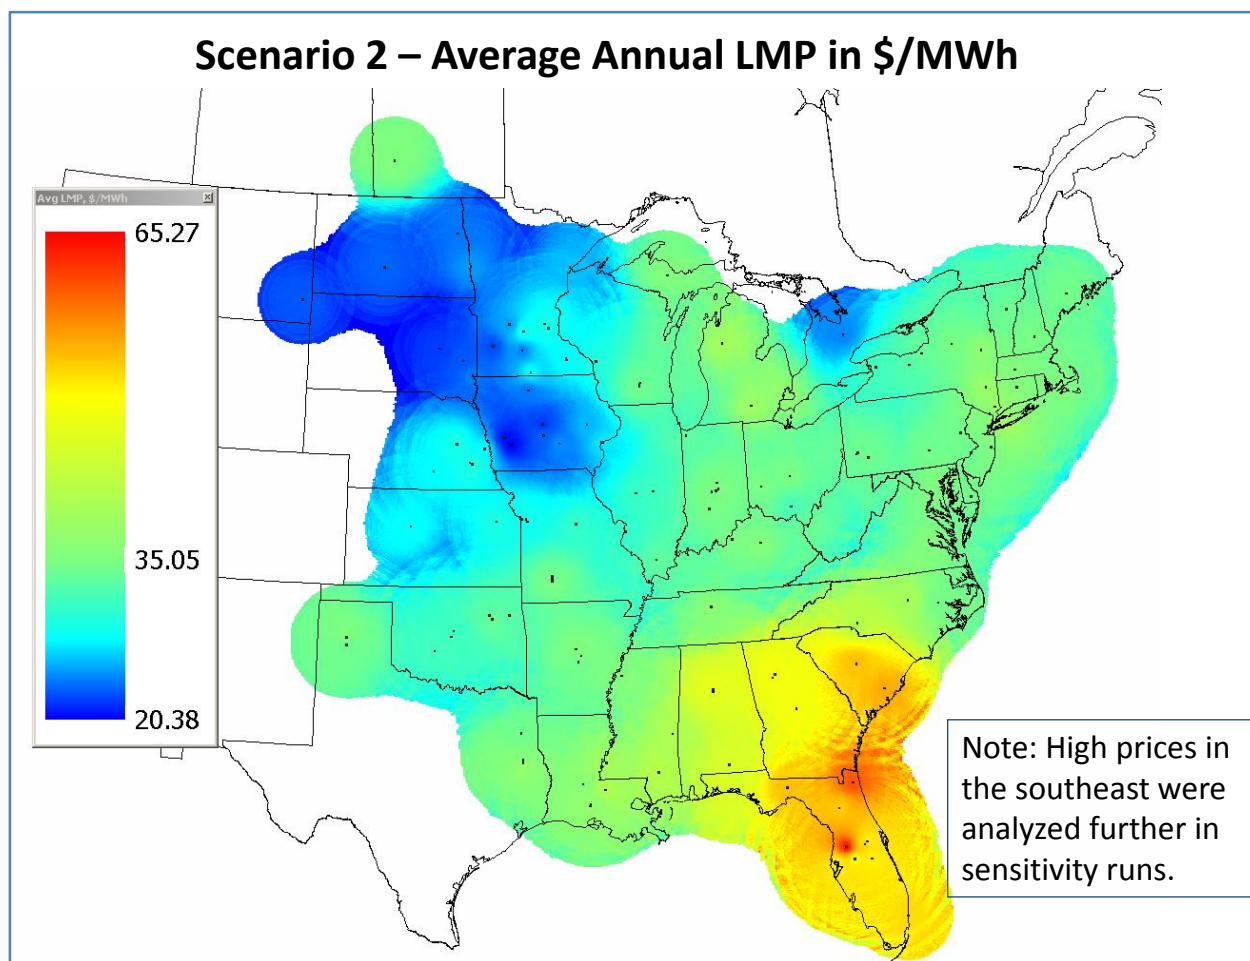 Scenario 2 – Average Annual LMP in $/MWh
Avg LMP, $/MWh
65.27
35.05
20.38
Note: High prices in
the southeast were
analyzed further in
sensitivity runs.